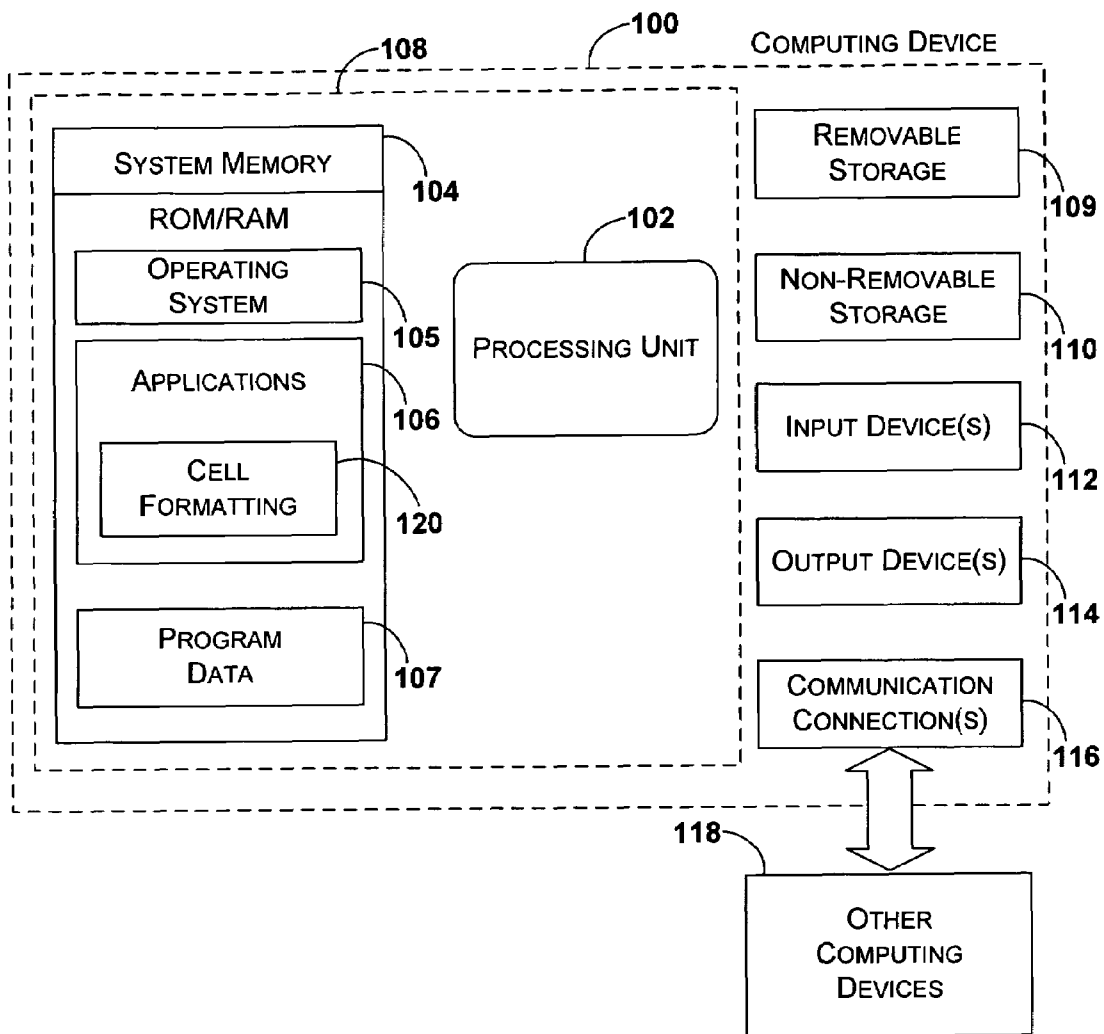 100
COMPUTING DEVICE
108
SYSTEM MEMORY
104
ROM/RAM
OPERATING
SYSTEM
105
APPLICATIONS
106
CELL
FORMATTING
120
PROGRAM
DATA
107
102
PROCESSING UNIT
REMOVABLE
STORAGE
109
NON-REMOVABLE
STORAGE
110
INPUT DEVICE(S)
112
OUTPUT DEVICE(S)
114
COMMUNICATION
CONNECTION(S)
116
118
OTHER
COMPUTING
DEVICES